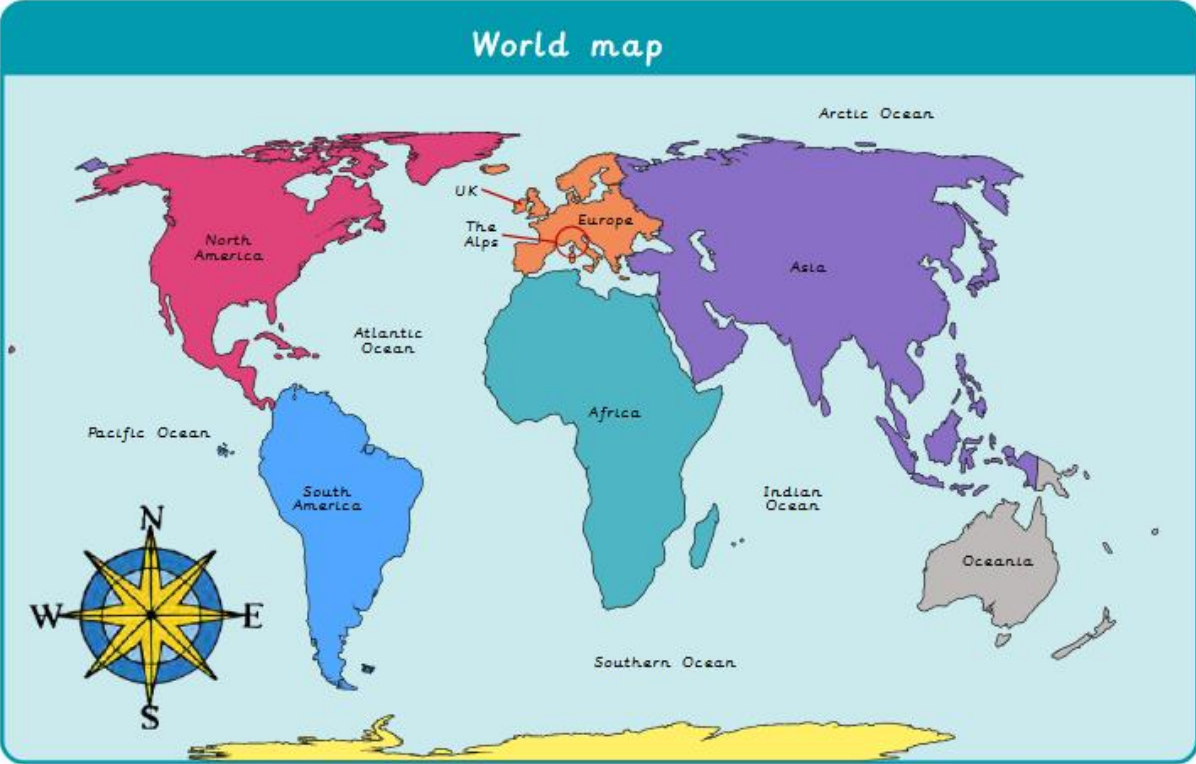 World map
Arctic Ocean
UK
The
Alps
Europe
North
America
Asia
Atlantic
Ocean
Africa
Pacific Ocean
South
America
Indian
Ocean
Oceania
N
W
E
S
Southern Ocean